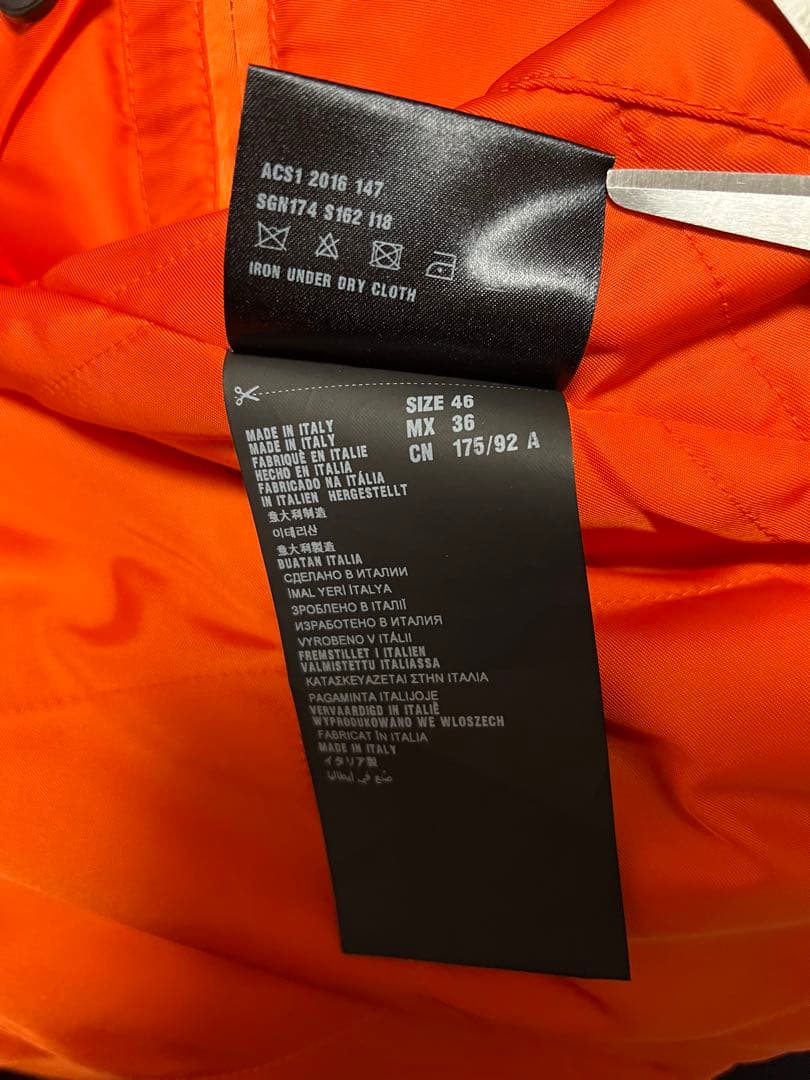 ACS1 2016 147
SGN174 S162 I18
IRON UNDER DRY CLOTH
SIZE 46
MX 36
CN 175/92 A
MADE IN ITALY
MADE IN ITALY
FABRIQUÈ EN ITALIE
HECHO EN ITALIA
FABRICADO NA ITÁLIA
IN ITALIEN HERGESTELLT
意大利制造
이태리산
意大利製造
BUATAN ITALIA
СДЕЛАНО В ИТАЛИИ
IMAL YERİ İTALYA
ЗРОБЛЕНО В ІТАЛІЇ
ИЗРАБОТЕНО В ИТАЛИЯ
VYROBENO V ITÁLII
FREMSTILLET I ITALIEN
VALMISTETTU ITALIASSA
ΚΑΤΑΣΚΕΥΑΖΕΤΑΙ ΣΤΗΝ ΙΤΑΛΙΑ
PAGAMINTA ITALIJOJE
VERVAARDIGD IN ITALIË
WYPRODUKOWANO WE WLOSZECH
FABRICAT ÎN ITALIA
MADE IN ITALY
イタリア製
صنع في إيطاليا